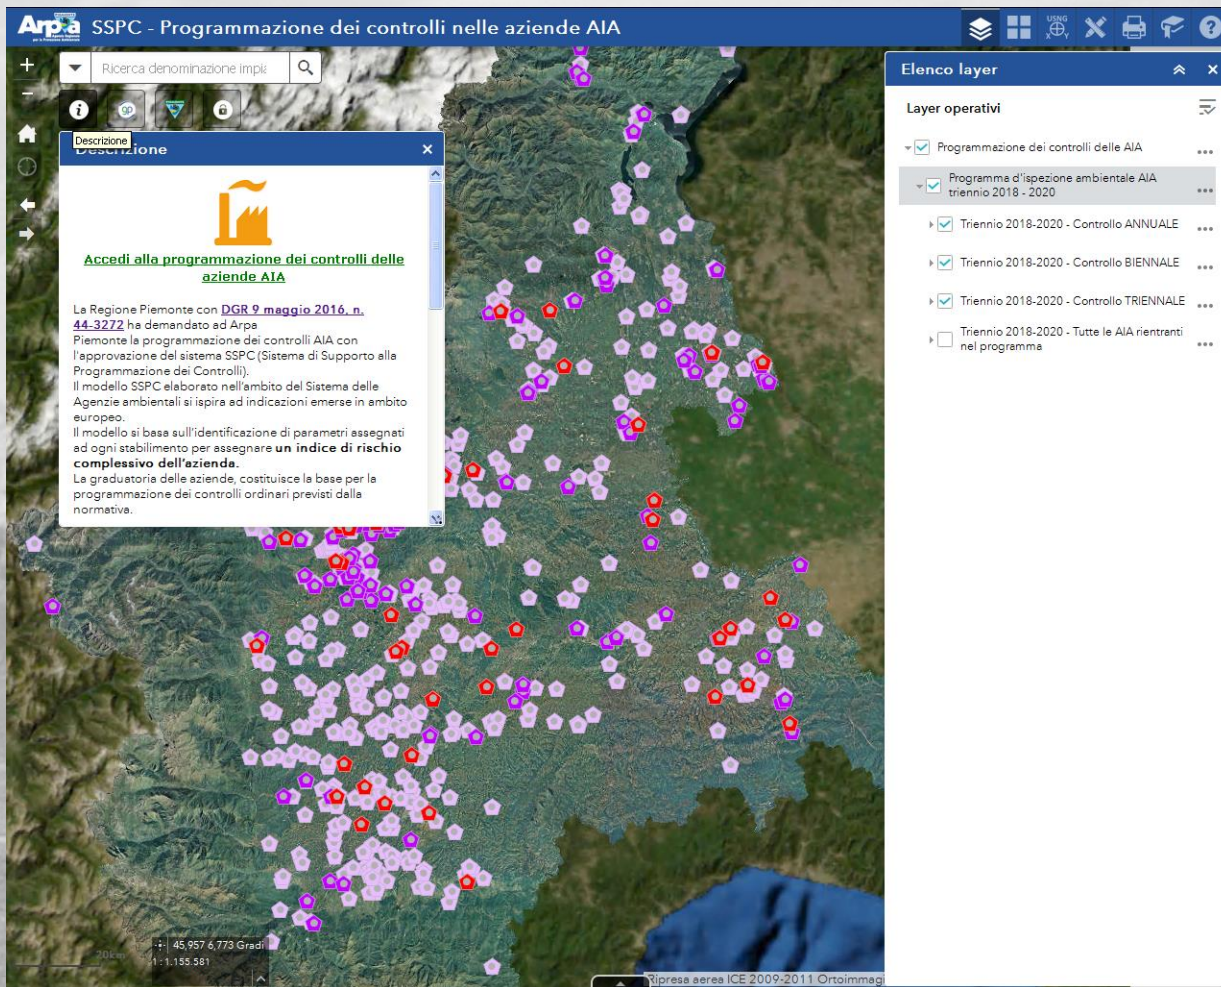 Arpa SSPC - Programmazione dei controlli nelle aziende AIA
USNG
X Y
Ricerca denominazione impia
Descrizione
Descrizione
Accedi alla programmazione dei controlli delle
aziende AIA
La Regione Piemonte con DGR 9 maggio 2016, n.
44-3272 ha demandato ad Arpa
Piemonte la programmazione dei controlli AIA con
l'approvazione del sistema SSPC (Sistema di Supporto alla
Programmazione dei Controlli).
Il modello SSPC elaborato nell'ambito del Sistema delle
Agenzie ambientali si ispira ad indicazioni emerse in ambito
europeo.
Il modello si basa sull'identificazione di parametri assegnati
ad ogni stabilimento per assegnare un indice di rischio
complessivo dell'azienda.
La graduatoria delle aziende, costituisce la base per la
programmazione dei controlli ordinari previsti dalla
normativa.
Elenco layer
Layer operativi
Programmazione dei controlli delle AIA
Programma d'ispezione ambientale AIA
triennio 2018 - 2020
Triennio 2018-2020 - Controllo ANNUALE
Triennio 2018-2020 - Controllo BIENNALE
Triennio 2018-2020 - Controllo TRIENNALE
Triennio 2018-2020 - Tutte le AIA rientranti
nel programma
20km
45,957 6,773 Gradi
1 : 1.155.581
Ripresa aerea ICE 2009-2011 Ortoimmagi